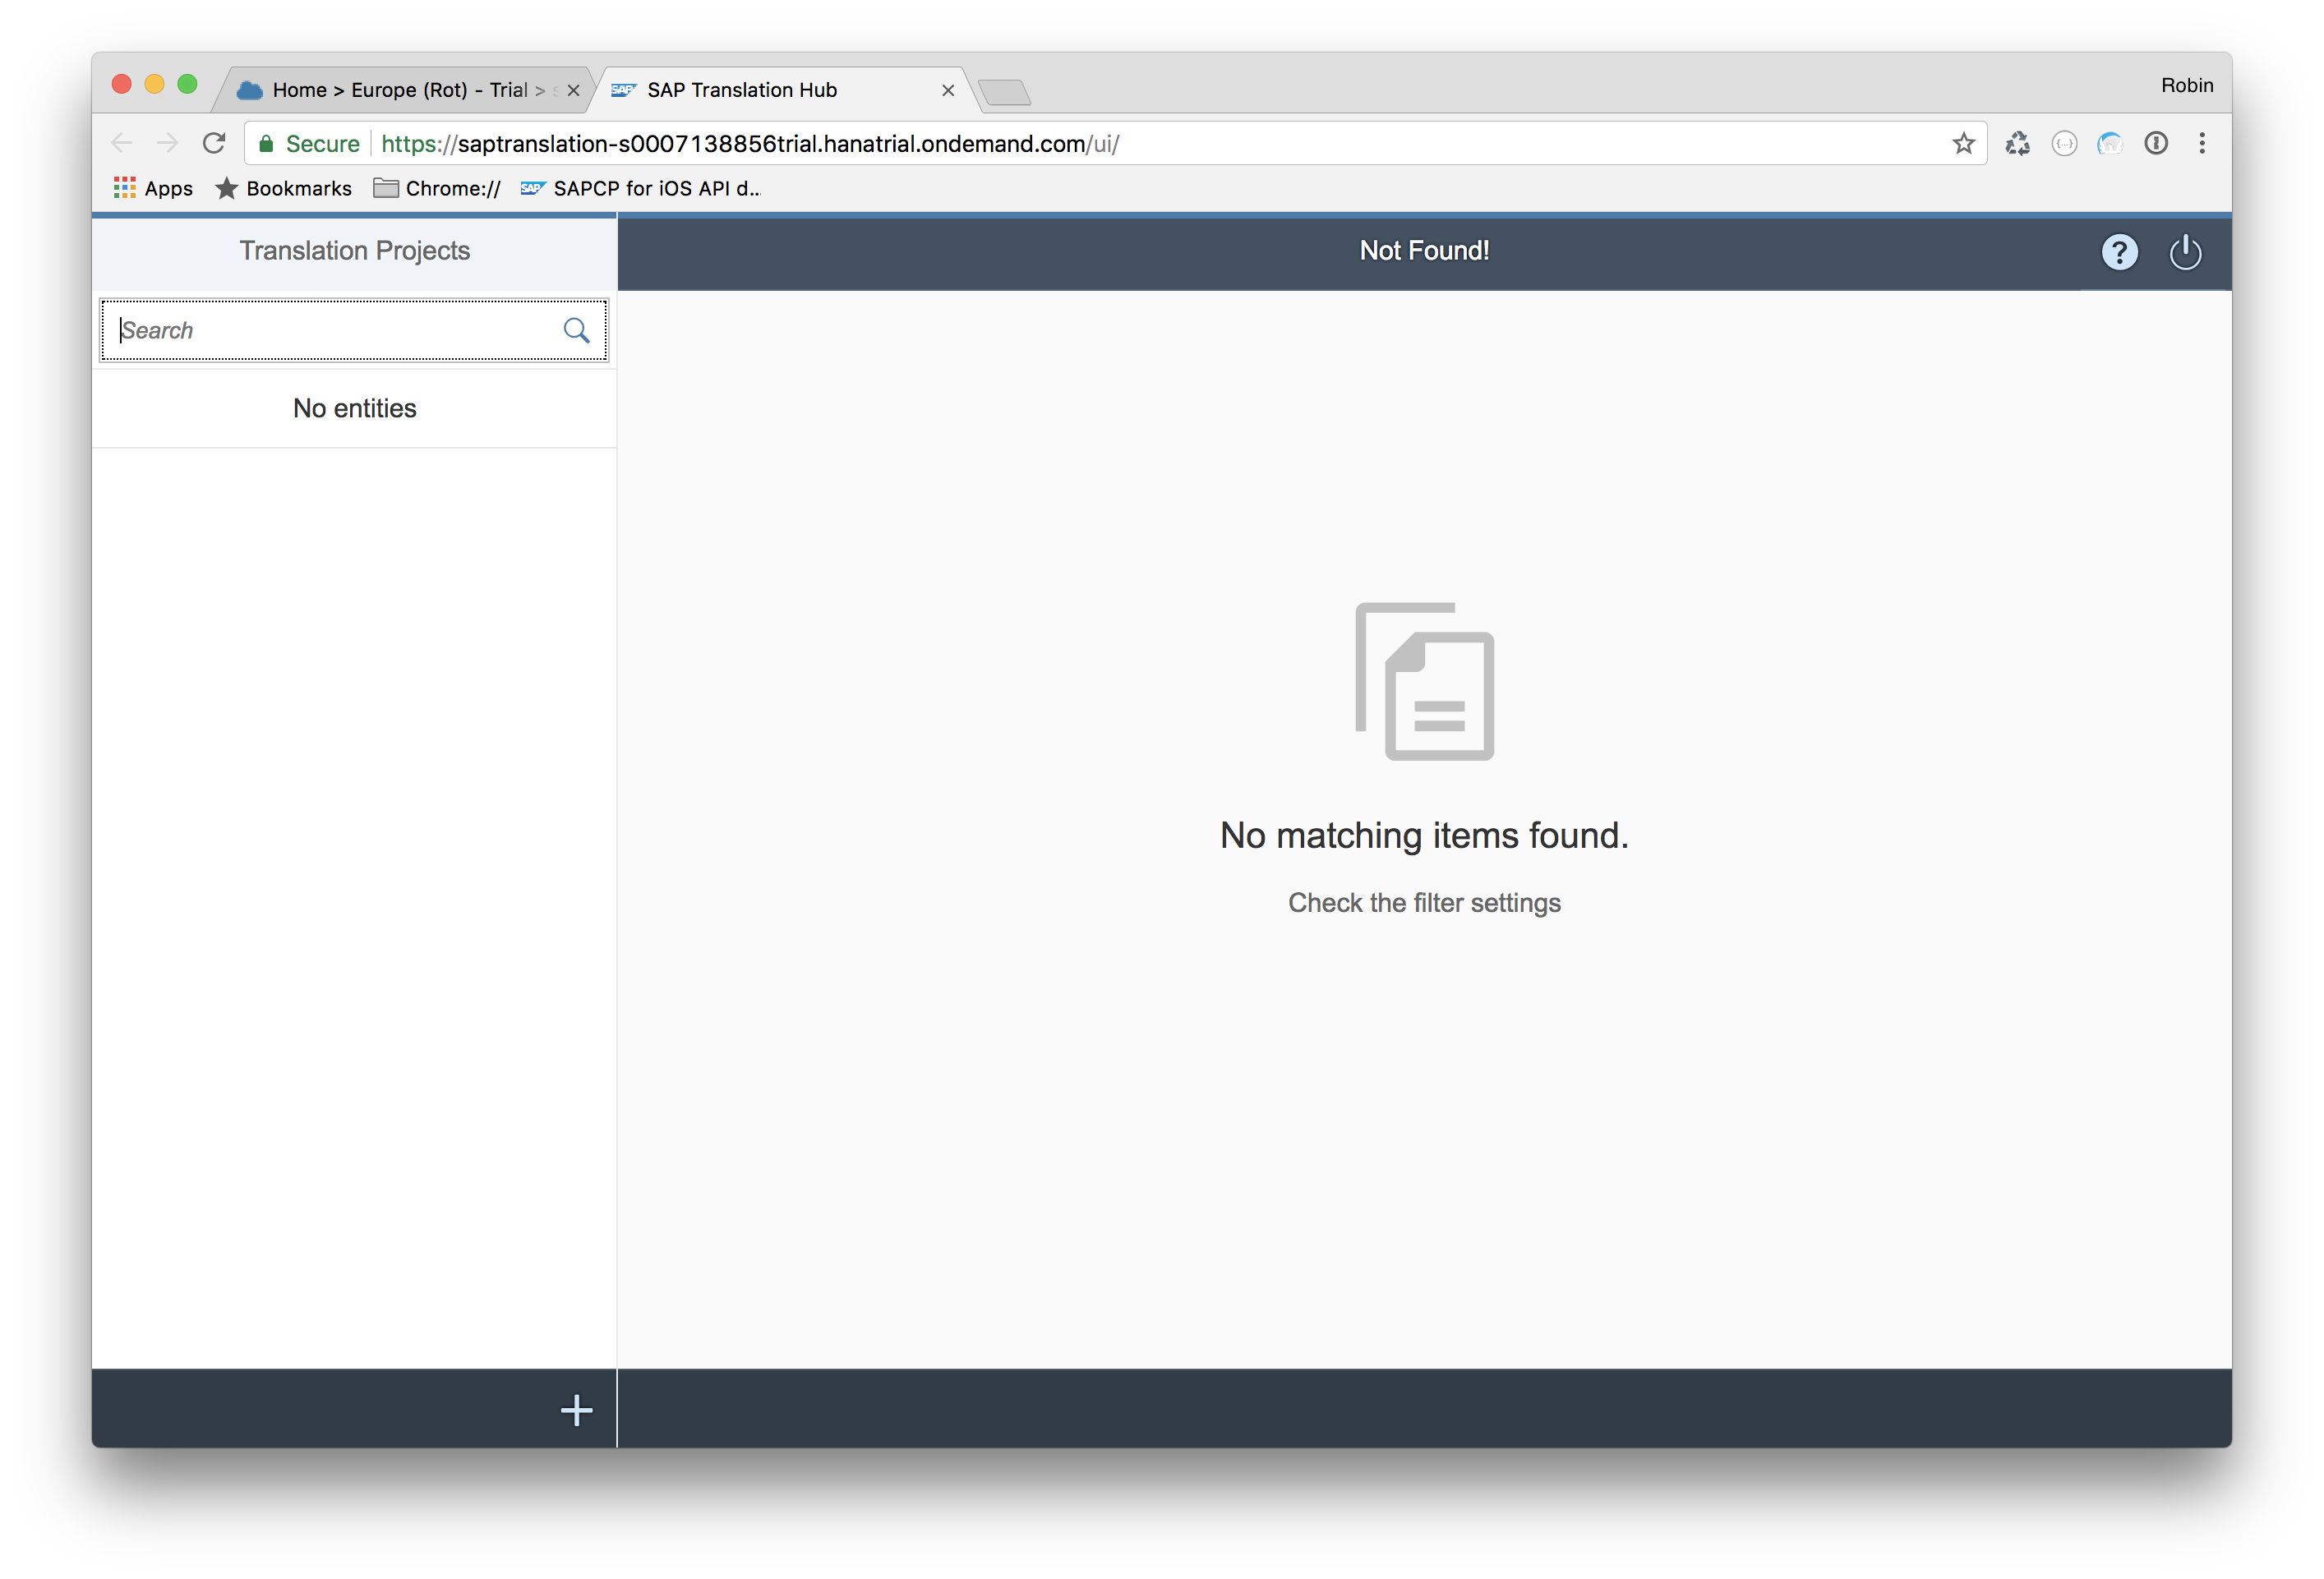 Home > Europe (Rot) - Trial >
SAP SAP Translation Hub
Robin
Secure https://saptranslation-s0007138856trial.hanatrial.ondemand.com/ui/
Apps Bookmarks Chrome:// SAP SAPCP for iOS API d...
Translation Projects
Not Found!
?
Search
No entities
No matching items found.
Check the filter settings